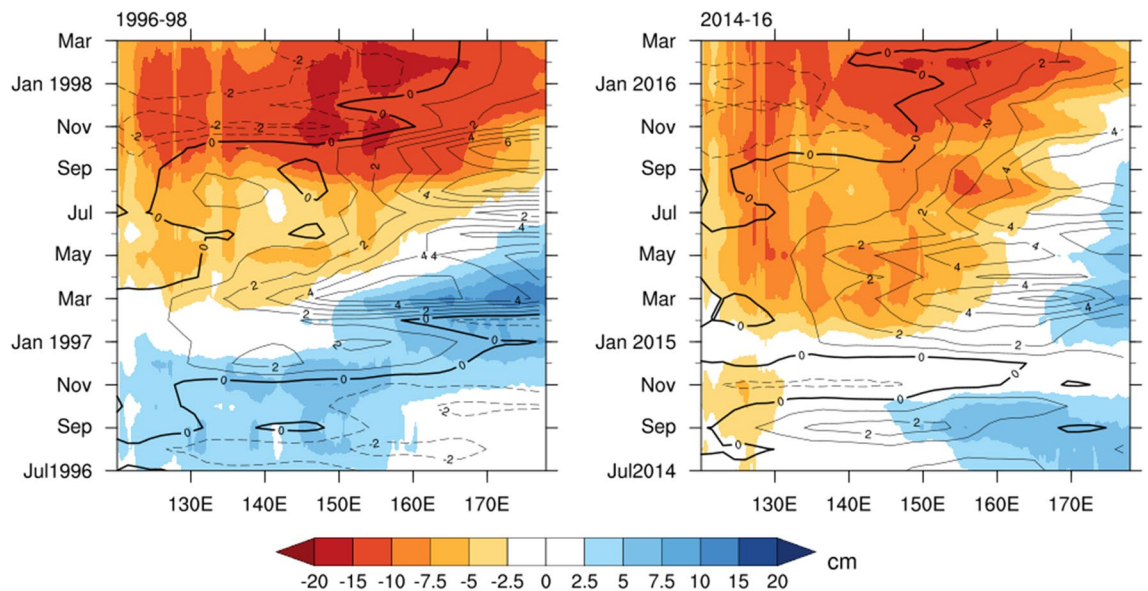 1996-98
2014-16
Mar
Jan 1998
Nov
Sep
Jul
May
Mar
Jan 1997
Nov
Sep
Jul1996
130E 140E 150E 160E 170E
Mar
Jan 2016
Nov
Sep
Jul
May
Mar
Jan 2015
Nov
Sep
Jul2014
130E 140E 150E 160E 170E
-20 -15 -10 -7.5 -5 -2.5 0 2.5 5 7.5 10 15 20
cm